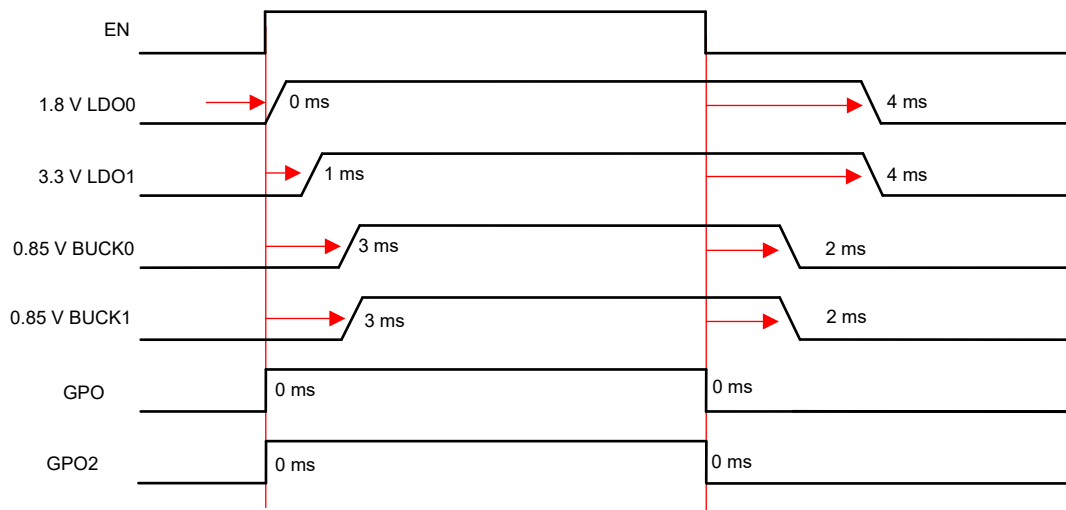 EN
1.8 V LDO0 0 ms 4 ms
3.3 V LDO1 1 ms 4 ms
0.85 V BUCK0 3 ms 2 ms
0.85 V BUCK1 3 ms 2 ms
GPO 0 ms 0 ms
GPO2 0 ms 0 ms